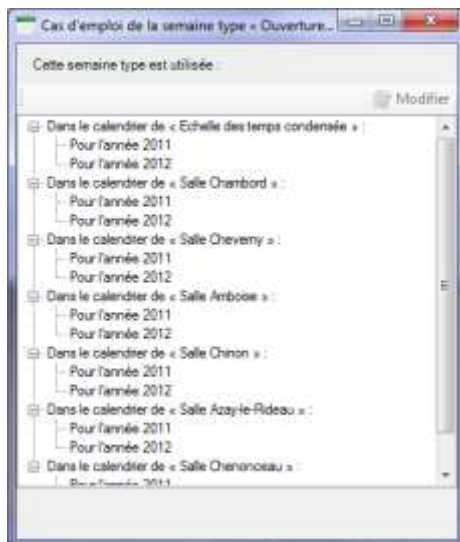 Cas d'emploi de la semaine type « Ouverture...
Cette semaine type est utilisée :
Modifier
Dans le calendrier de « Echelle des temps condensée » :
Pour l'année 2011
Pour l'année 2012
Dans le calendrier de « Salle Chambord » :
Pour l'année 2011
Pour l'année 2012
Dans le calendrier de « Salle Cheverny » :
Pour l'année 2011
Pour l'année 2012
Dans le calendrier de « Salle Amboise » :
Pour l'année 2011
Pour l'année 2012
Dans le calendrier de « Salle Chinon » :
Pour l'année 2011
Pour l'année 2012
Dans le calendrier de « Salle Azay-le-Rideau » :
Pour l'année 2011
Pour l'année 2012
Dans le calendrier de « Salle Chenonceau » :
Pour l'année 2011